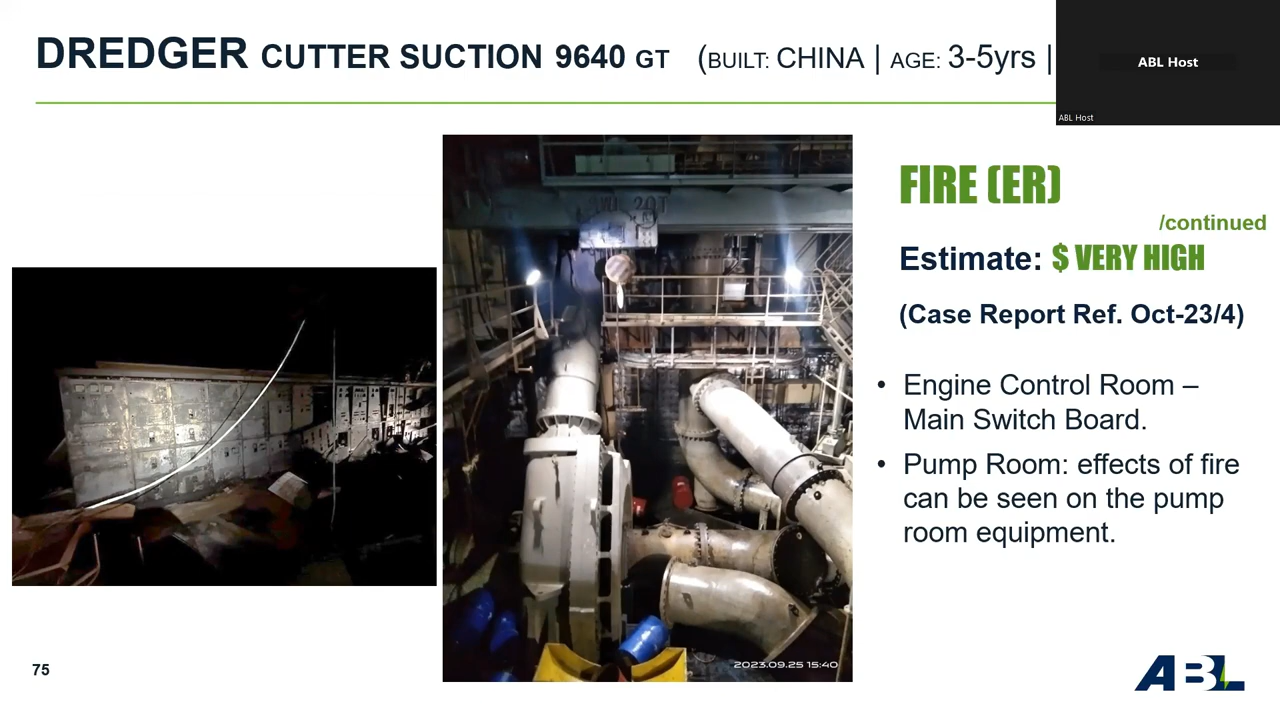 DREDGER CUTTER SUCTION 9640 GT (BUILT: CHINA | AGE: 3-5yrs |
ABL Host
ABL Host
FIRE (ER)
/continued
Estimate: $ VERY HIGH
(Case Report Ref. Oct-23/4)
• Engine Control Room –
Main Switch Board.
• Pump Room: effects of fire
can be seen on the pump
room equipment.
2023.09.25 15:40
75
ABL